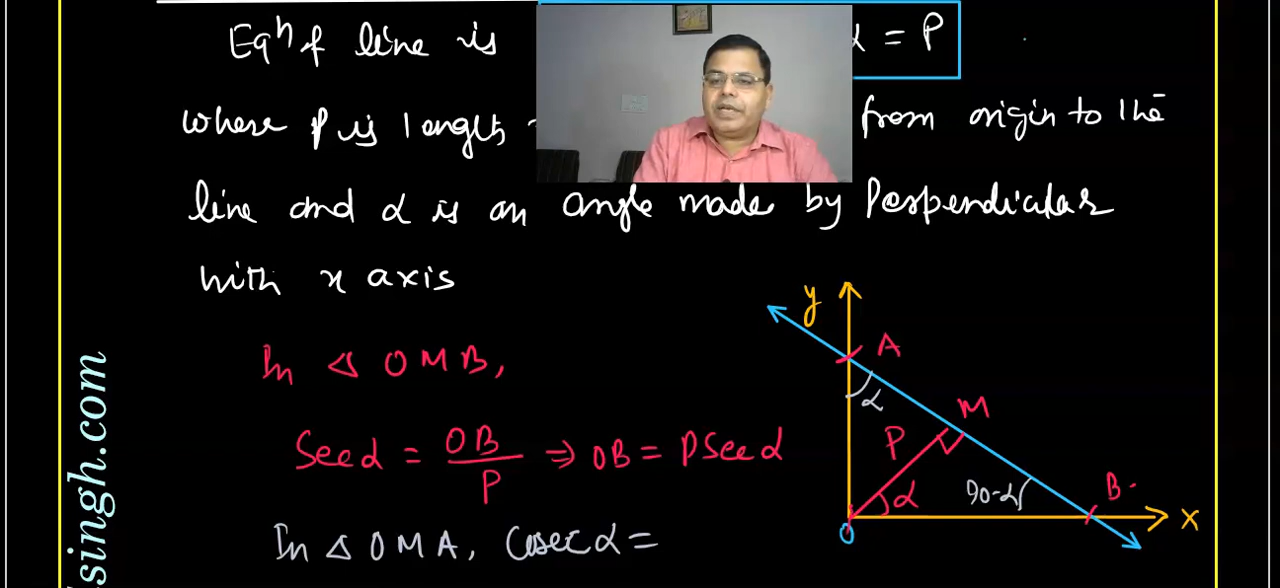 Eqⁿ of line is α = P
where P is length from origin to the
line and α is an angle made by Perpendicular
with x axis
In Δ OMB,
Secα = OB/P ⇒ OB = PSecα
In Δ OMA, Cosecα =
y
A
α
M
P
α
90-α
B
x
O
singh.com